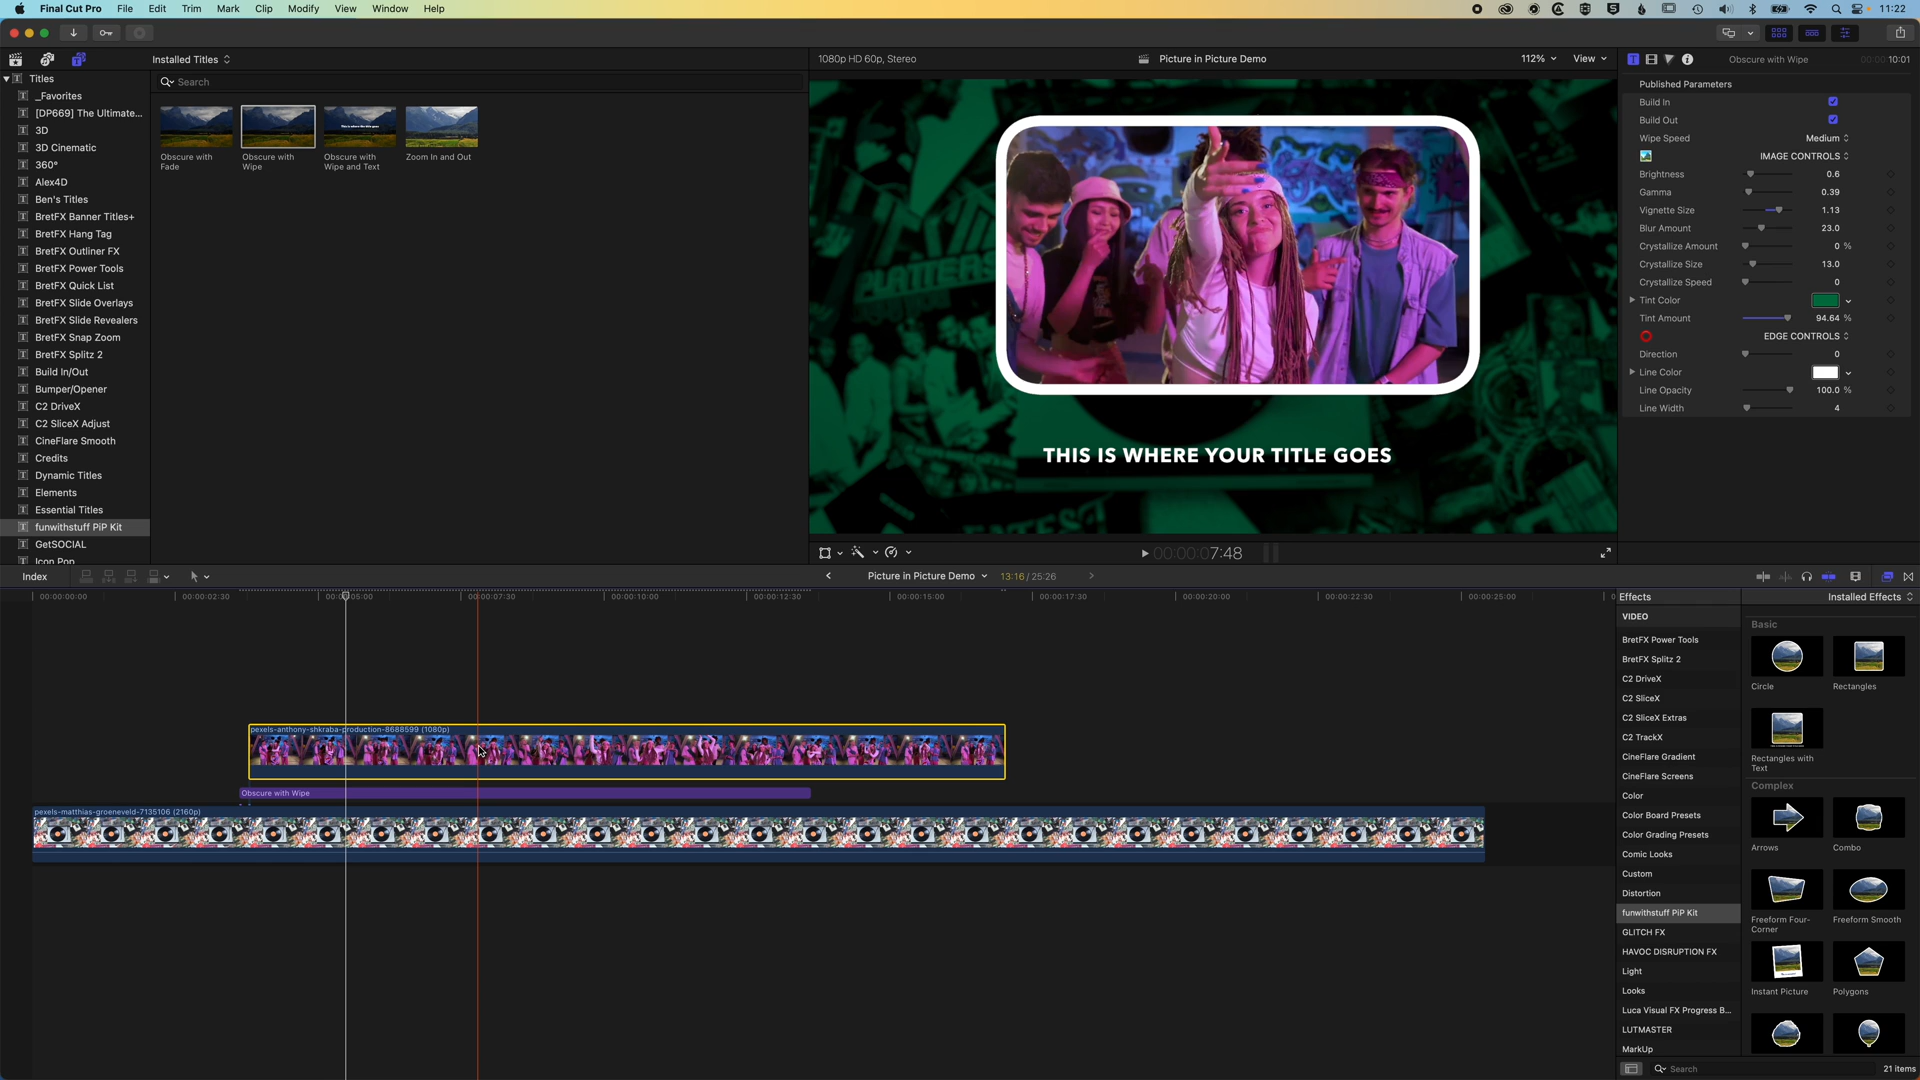 Final Cut Pro File Edit Trim Mark Clip Modify View Window Help 11:22
Installed Titles
Titles
Search
_Favorites
[DP669] The Ultimate...
3D
3D Cinematic
360°
Alex4D
Ben's Titles
BretFX Banner Titles+
BretFX Hang Tag
BretFX Outliner FX
BretFX Power Tools
BretFX Quick List
BretFX Slide Overlays
BretFX Slide Revealers
BretFX Snap Zoom
BretFX Splitz 2
Build In/Out
Bumper/Opener
C2 DriveX
C2 SliceX Adjust
CineFlare Smooth
Credits
Dynamic Titles
Elements
Essential Titles
funwithstuff PiP Kit
GetSOCIAL
Icon Pop
Obscure with
Fade
Obscure with
Wipe
This is where the title goes
Obscure with
Wipe and Text
Zoom In and Out
1080p HD 60p, Stereo Picture in Picture Demo 112% View
THIS IS WHERE YOUR TITLE GOES
00:00:07:48
Obscure with Wipe 00:00 10:01
Published Parameters
Build In
Build Out
Wipe Speed Medium
IMAGE CONTROLS
Brightness 0.6
Gamma 0.39
Vignette Size 1.13
Blur Amount 23.0
Crystallize Amount 0 %
Crystallize Size 13.0
Crystallize Speed 0
Tint Color
Tint Amount 94.64 %
EDGE CONTROLS
Direction 0
Line Color
Line Opacity 100.0 %
Line Width 4
Index Picture in Picture Demo 13:16 / 25:26
00:00:00:00 00:00:02:30 00:00:05:00 00:00:07:30 00:00:10:00 00:00:12:30 00:00:15:00 00:00:17:30 00:00:20:00 00:00:22:30 00:00:25:00
pexels-anthony-shkraba-production-8688599 (1080p)
Obscure with Wipe
pexels-matthias-groeneveld-7135106 (2160p)
Effects Installed Effects
VIDEO
BretFX Power Tools
BretFX Splitz 2
C2 DriveX
C2 SliceX
C2 SliceX Extras
C2 TrackX
CineFlare Gradient
CineFlare Screens
Color
Color Board Presets
Color Grading Presets
Comic Looks
Custom
Distortion
funwithstuff PiP Kit
GLITCH FX
HAVOC DISRUPTION FX
Light
Looks
Luca Visual FX Progress B...
LUTMASTER
MarkUp
Basic
Circle Rectangles
Rectangles with
Text
Complex
Arrows Combo
Freeform Four-
Corner
Freeform Smooth
Instant Picture Polygons
Search 21 items